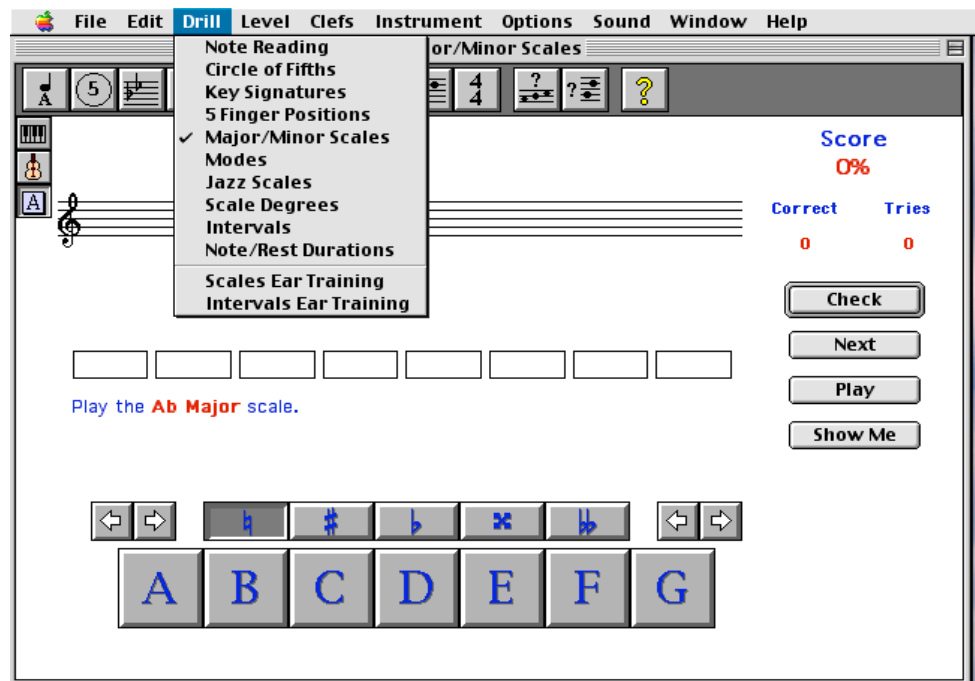 File Edit Drill Level Clefs Instrument Options Sound Window Help
or/Minor Scales
Note Reading
Circle of Fifths
Key Signatures
5 Finger Positions
✓ Major/Minor Scales
Modes
Jazz Scales
Scale Degrees
Intervals
Note/Rest Durations
Scales Ear Training
Intervals Ear Training
A
5
4
4
?
?
?
A
Score
0%
Correct Tries
0 0
Check
Next
Play
Show Me
Play the Ab Major scale.
♮ ♯ ♭ 𝄪 𝄫
A B C D E F G